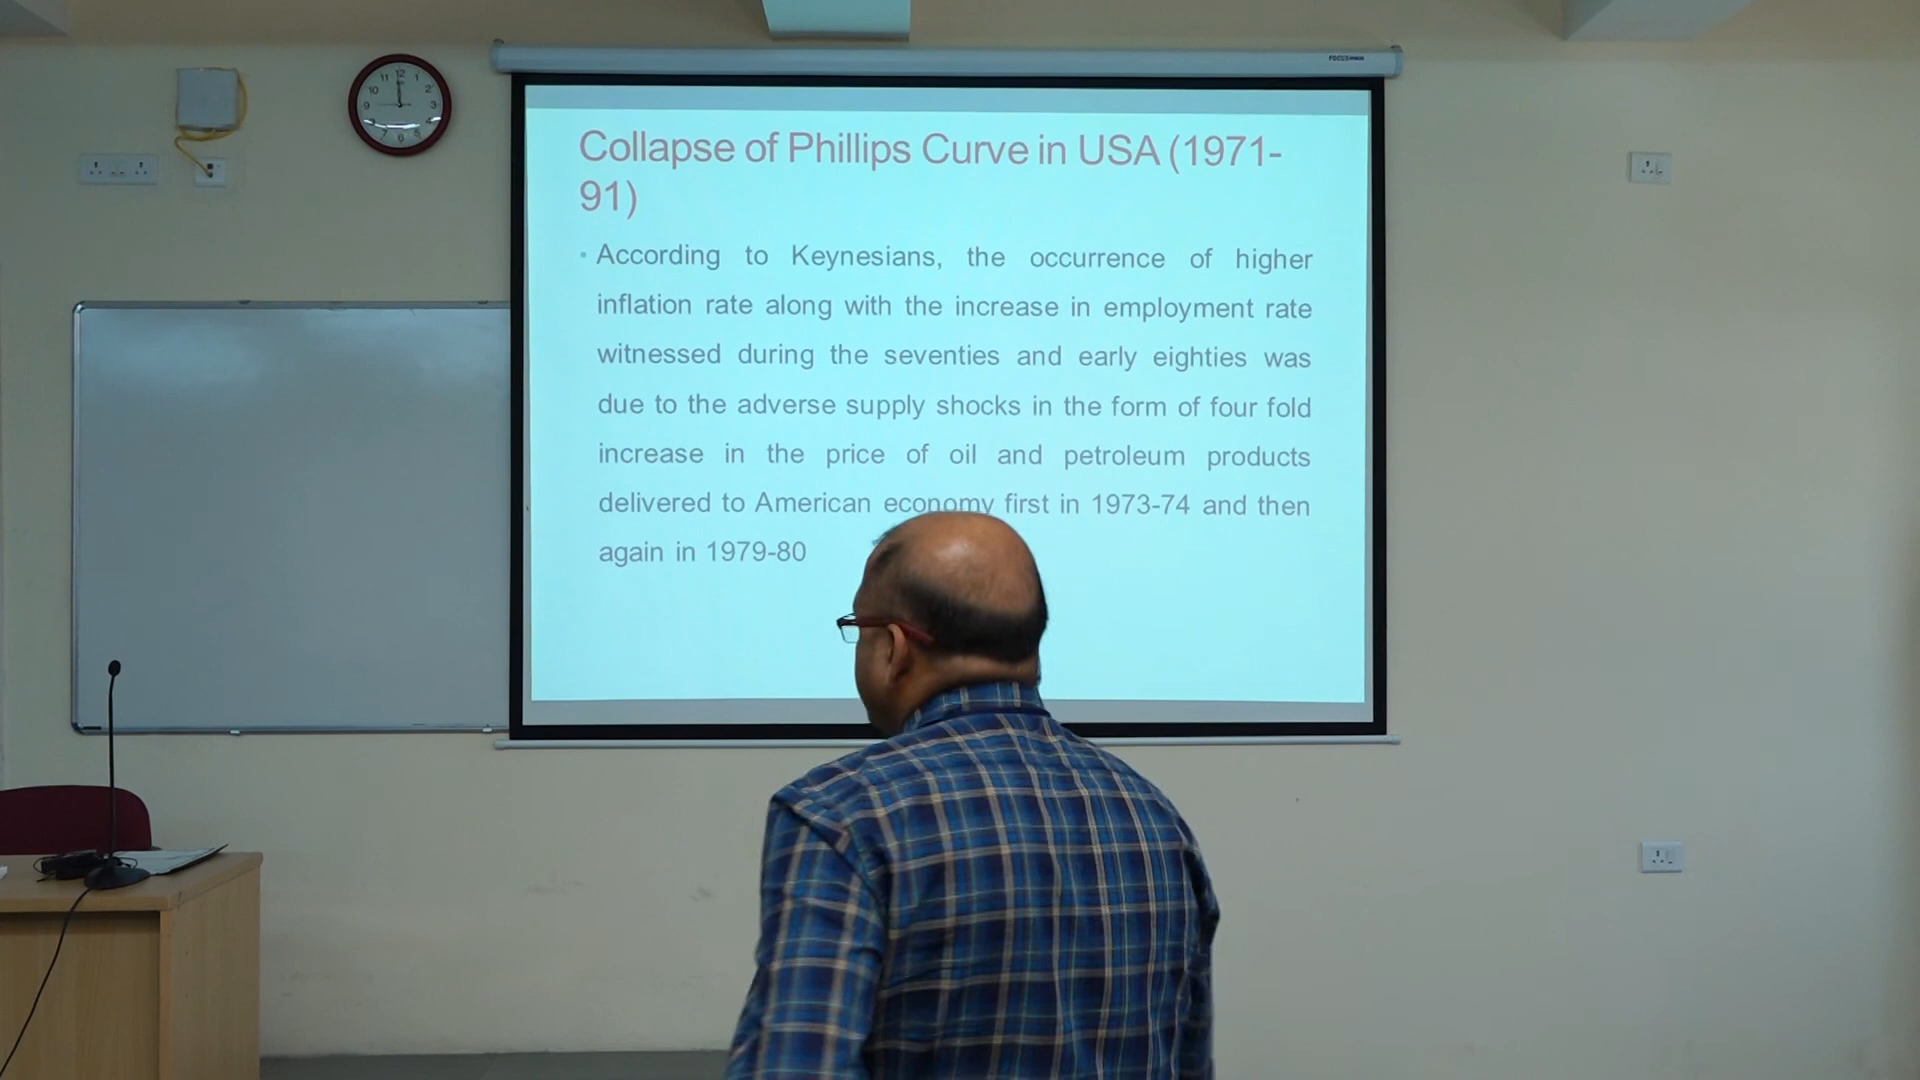 Collapse of Phillips Curve in USA (1971-
91)
• According to Keynesians, the occurrence of higher
inflation rate along with the increase in employment rate
witnessed during the seventies and early eighties was
due to the adverse supply shocks in the form of four fold
increase in the price of oil and petroleum products
delivered to American economy first in 1973-74 and then
again in 1979-80